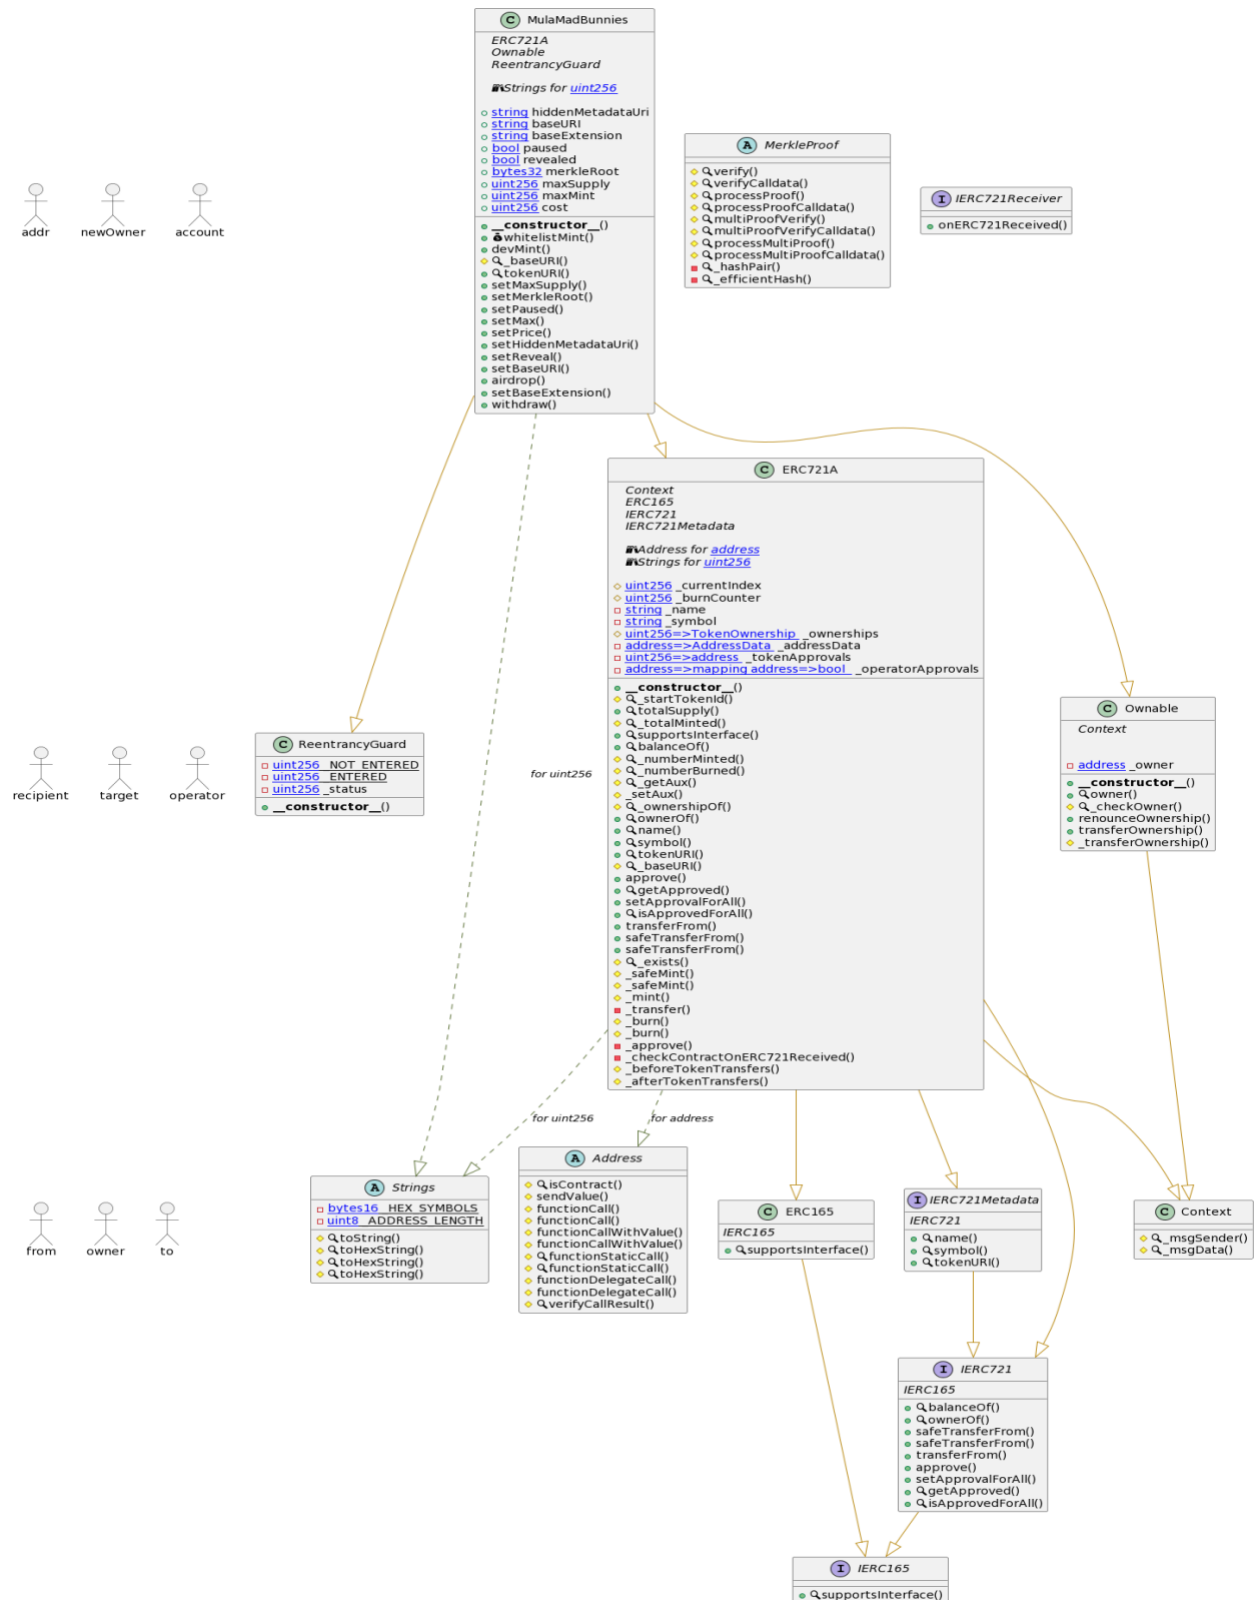 C MulaMadBunnies
ERC721A
Ownable
ReentrancyGuard
Strings for uint256
string hiddenMetadataUri
string baseURI
string baseExtension
bool paused
bool revealed
bytes32 merkleRoot
uint256 maxSupply
uint256 maxMint
uint256 cost
__constructor__()
whitelistMint()
devMint()
_baseURI()
tokenURI()
setMaxSupply()
setMerkleRoot()
setPaused()
setMax()
setPrice()
setHiddenMetadataUri()
setReveal()
setBaseURI()
airdrop()
setBaseExtension()
withdraw()
A MerkleProof
verify()
verifyCalldata()
processProof()
processProofCalldata()
multiProofVerify()
multiProofVerifyCalldata()
processMultiProof()
processMultiProofCalldata()
_hashPair()
_efficientHash()
I IERC721Receiver
onERC721Received()
addr
newOwner
account
C ERC721A
Context
ERC165
IERC721
IERC721Metadata
Address for address
Strings for uint256
uint256 _currentIndex
uint256 _burnCounter
string _name
string _symbol
uint256=>TokenOwnership _ownerships
address=>AddressData _addressData
uint256=>address _tokenApprovals
address=>mapping address=>bool _operatorApprovals
__constructor__()
_startTokenId()
totalSupply()
_totalMinted()
supportsInterface()
balanceOf()
_numberMinted()
_numberBurned()
_getAux()
_setAux()
_ownershipOf()
ownerOf()
name()
symbol()
tokenURI()
_baseURI()
approve()
getApproved()
setApprovalForAll()
isApprovedForAll()
transferFrom()
safeTransferFrom()
safeTransferFrom()
_exists()
_safeMint()
_safeMint()
_mint()
_transfer()
_burn()
_burn()
_approve()
_checkContractOnERC721Received()
_beforeTokenTransfers()
_afterTokenTransfers()
C Ownable
Context
address _owner
__constructor__()
owner()
_checkOwner()
renounceOwnership()
transferOwnership()
_transferOwnership()
C ReentrancyGuard
uint256 _NOT_ENTERED
uint256 _ENTERED
uint256 _status
__constructor__()
recipient
target
operator
for uint256
for uint256
for address
A Strings
bytes16 _HEX_SYMBOLS
uint8 _ADDRESS_LENGTH
toString()
toHexString()
toHexString()
toHexString()
A Address
isContract()
sendValue()
functionCall()
functionCall()
functionCallWithValue()
functionCallWithValue()
functionStaticCall()
functionStaticCall()
functionDelegateCall()
functionDelegateCall()
verifyCallResult()
C ERC165
IERC165
supportsInterface()
I IERC721Metadata
IERC721
name()
symbol()
tokenURI()
C Context
_msgSender()
_msgData()
from
owner
to
I IERC721
IERC165
balanceOf()
ownerOf()
safeTransferFrom()
safeTransferFrom()
transferFrom()
approve()
setApprovalForAll()
getApproved()
isApprovedForAll()
I IERC165
supportsInterface()